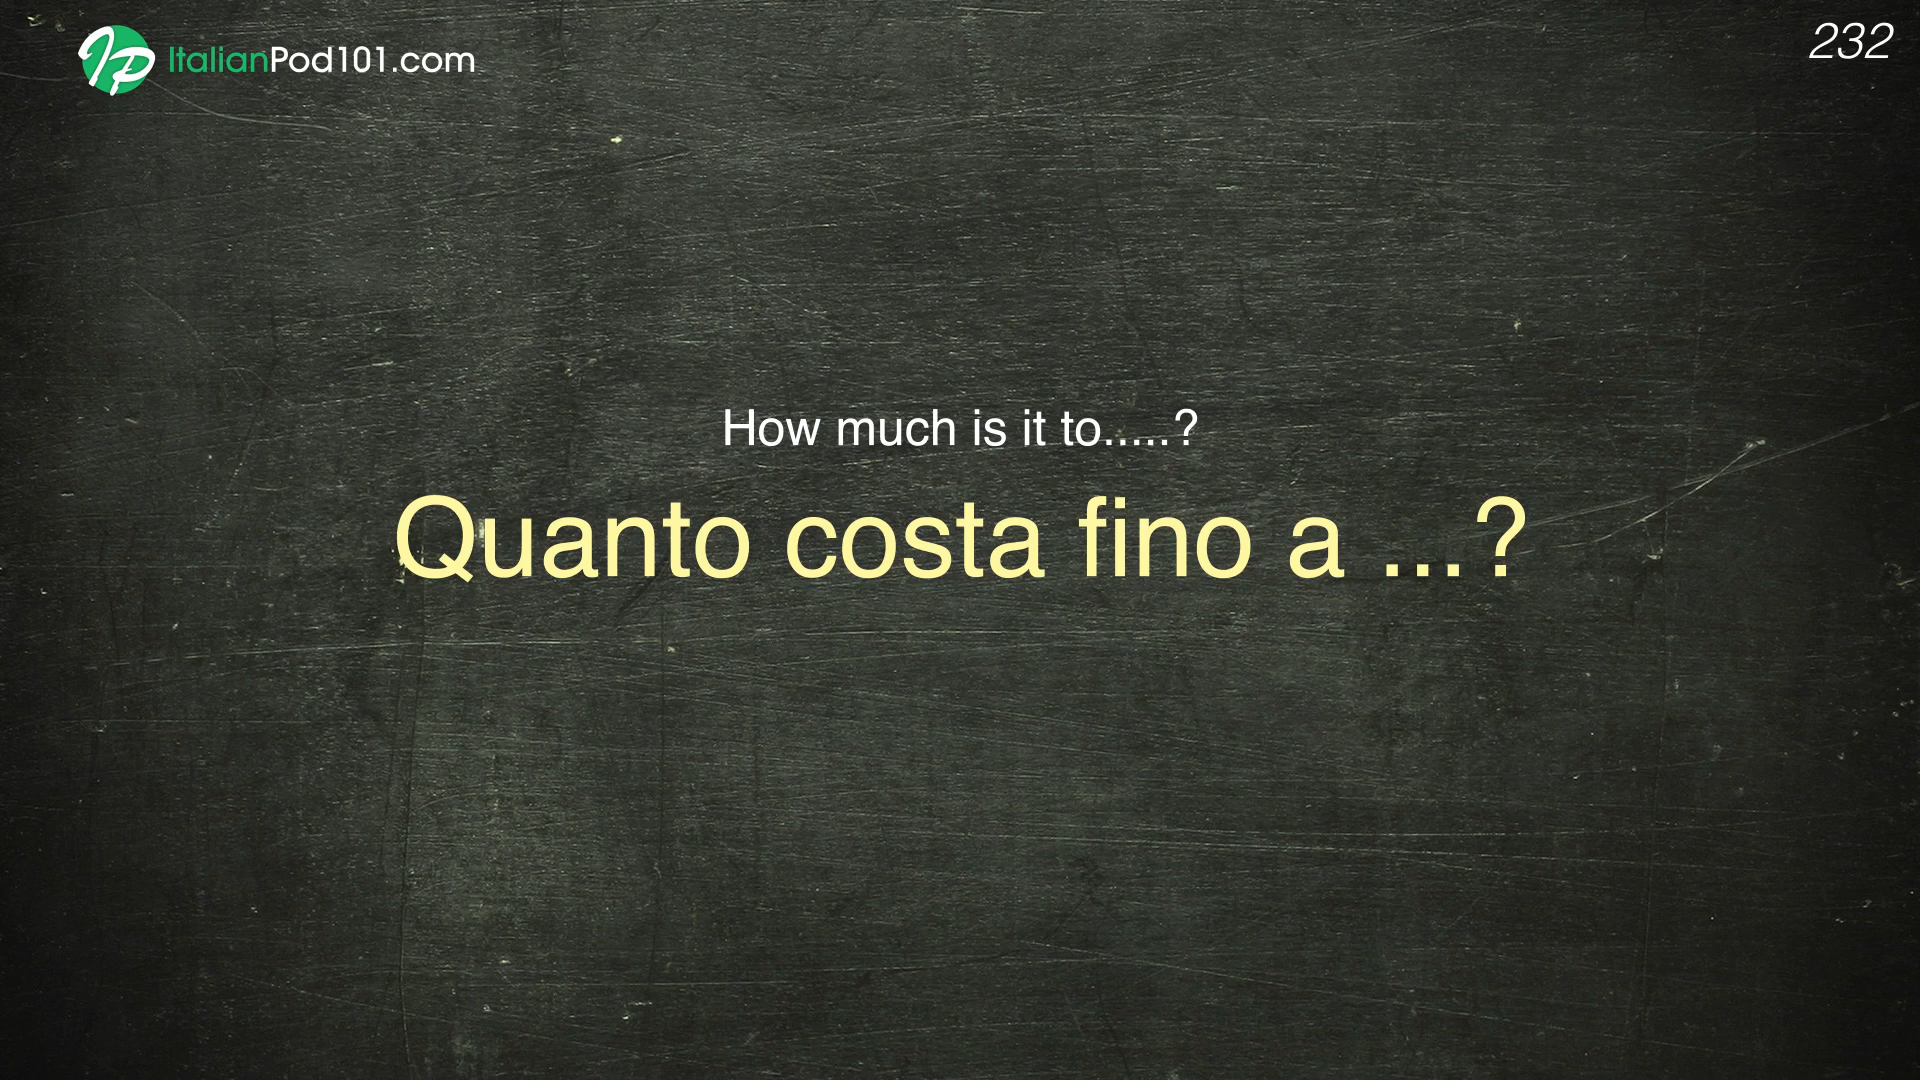 ItalianPod101.com
232
How much is it to.....?
Quanto costa fino a ...?